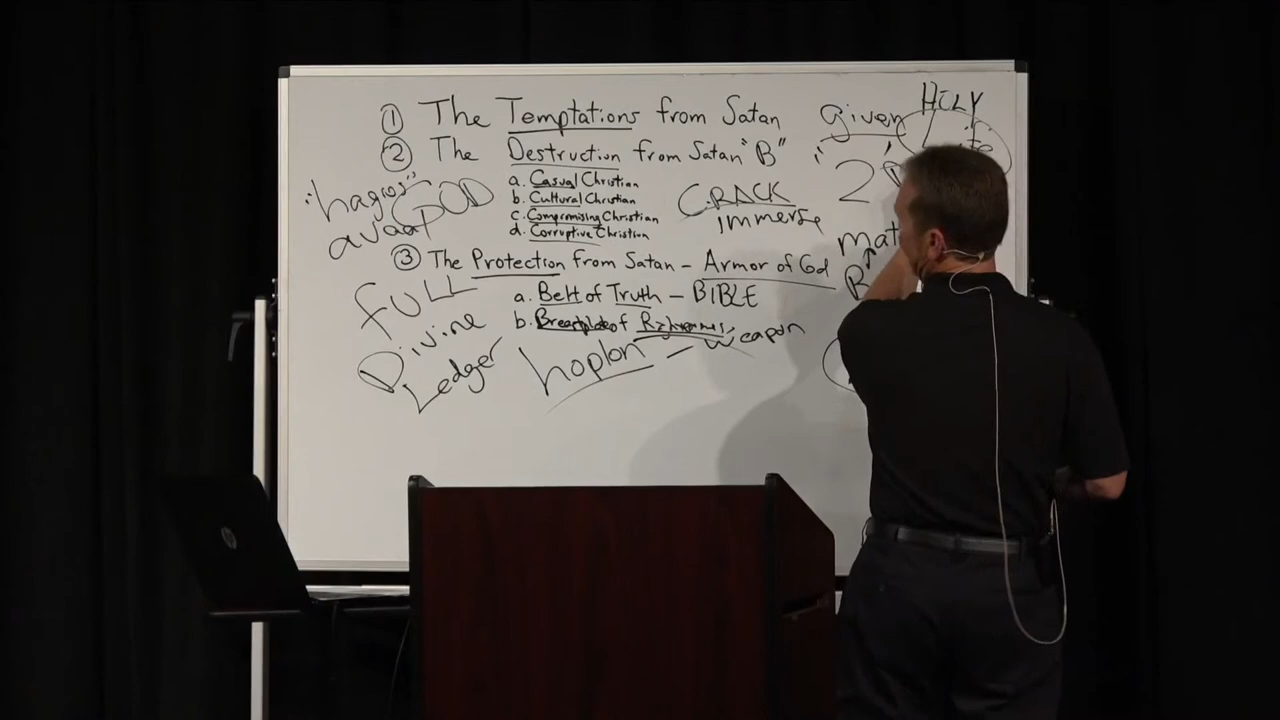 ① The Temptations from Satan
② The Destruction from Satan "B"
a. Casual Christian
b. Cultural Christian
c. Compromising Christian
d. Corruptive Christian
③ The Protection from Satan - Armor of God
a. Belt of Truth - BIBLE
b. Breastplate of
hoplon - weapon
"hagios"
GOD
FULL
Divine
Ledger
CRACK
immerse
given
HOLY
2
mat
B
hp